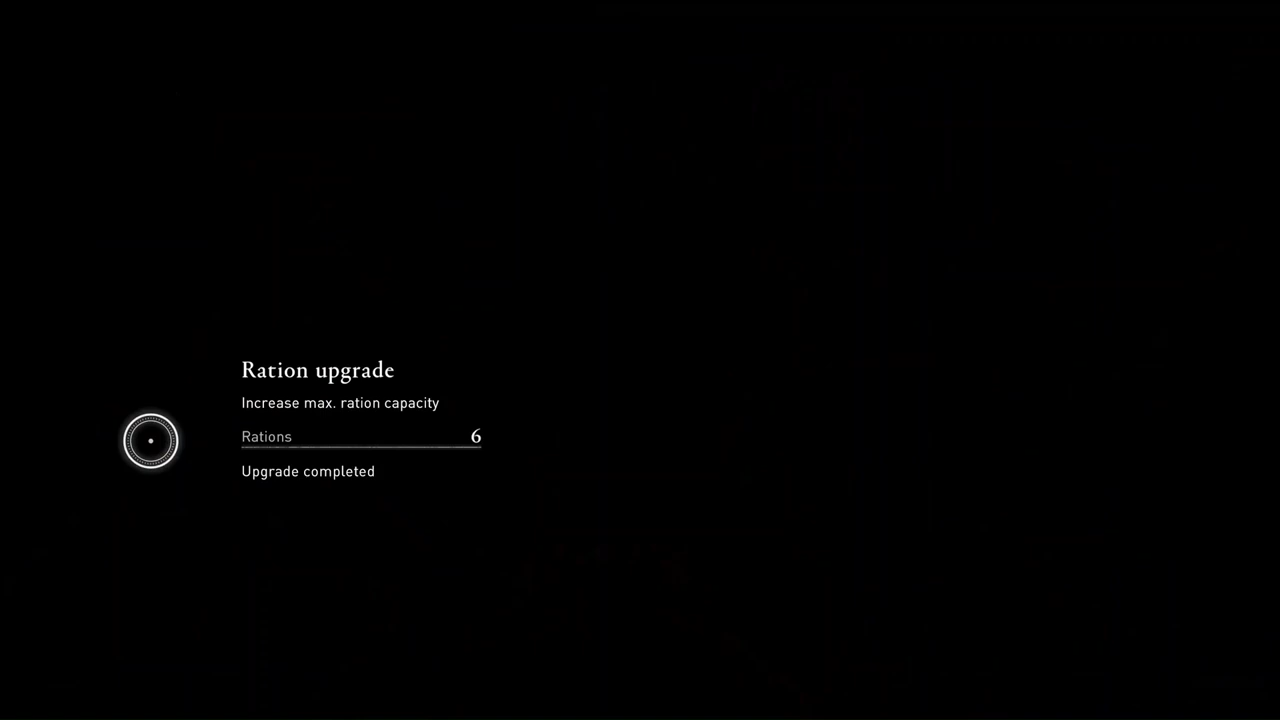 Ration upgrade
Increase max. ration capacity
Rations 6
Upgrade completed